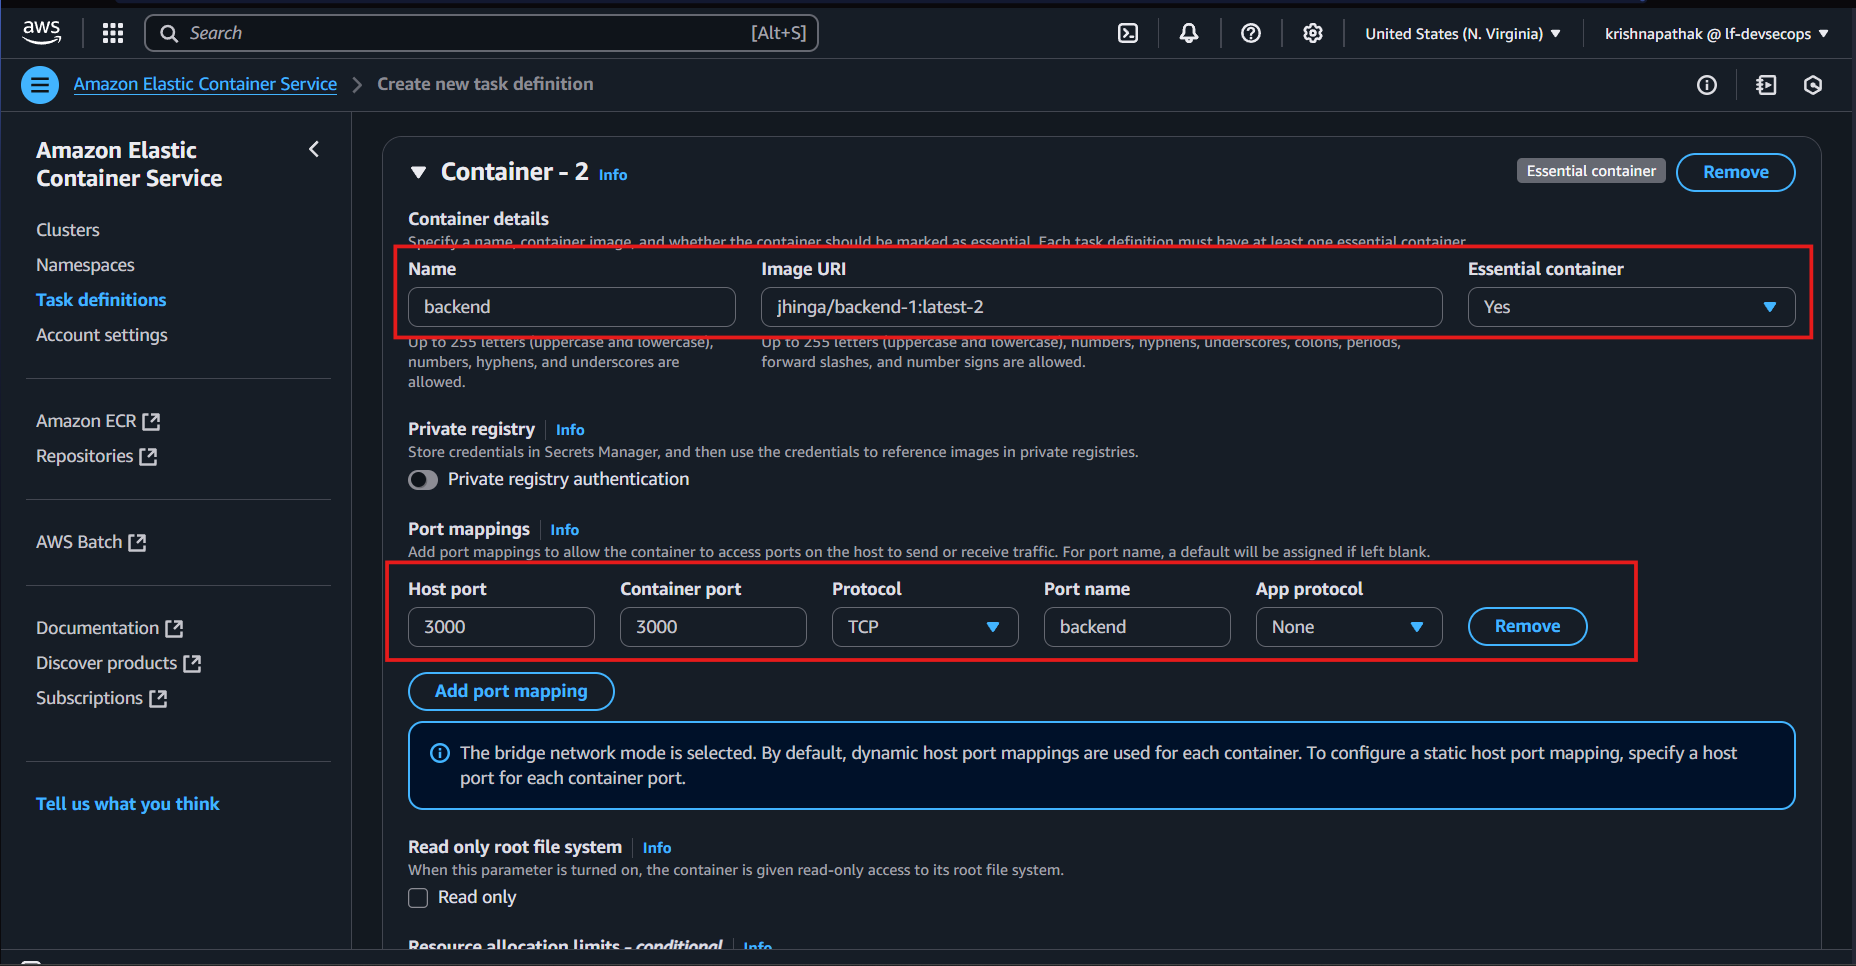 aws
Search [Alt+S]
United States (N. Virginia)
krishnapathak @ lf-devsecops
Amazon Elastic Container Service
Create new task definition
Amazon Elastic
Container Service
Clusters
Namespaces
Task definitions
Account settings
Amazon ECR
Repositories
AWS Batch
Documentation
Discover products
Subscriptions
Tell us what you think
Container - 2 Info
Essential container
Remove
Container details
Specify a name, container image, and whether the container should be marked as essential. Each task definition must have at least one essential container.
Name
Image URI
Essential container
backend
jhinga/backend-1:latest-2
Yes
Up to 255 letters (uppercase and lowercase),
numbers, hyphens, and underscores are
allowed.
Up to 255 letters (uppercase and lowercase), numbers, hyphens, underscores, colons, periods,
forward slashes, and number signs are allowed.
Private registry Info
Store credentials in Secrets Manager, and then use the credentials to reference images in private registries.
Private registry authentication
Port mappings Info
Add port mappings to allow the container to access ports on the host to send or receive traffic. For port name, a default will be assigned if left blank.
Host port
Container port
Protocol
Port name
App protocol
3000
3000
TCP
backend
None
Remove
Add port mapping
The bridge network mode is selected. By default, dynamic host port mappings are used for each container. To configure a static host port mapping, specify a host
port for each container port.
Read only root file system Info
When this parameter is turned on, the container is given read-only access to its root file system.
Read only
Resource allocation limits - conditional Info